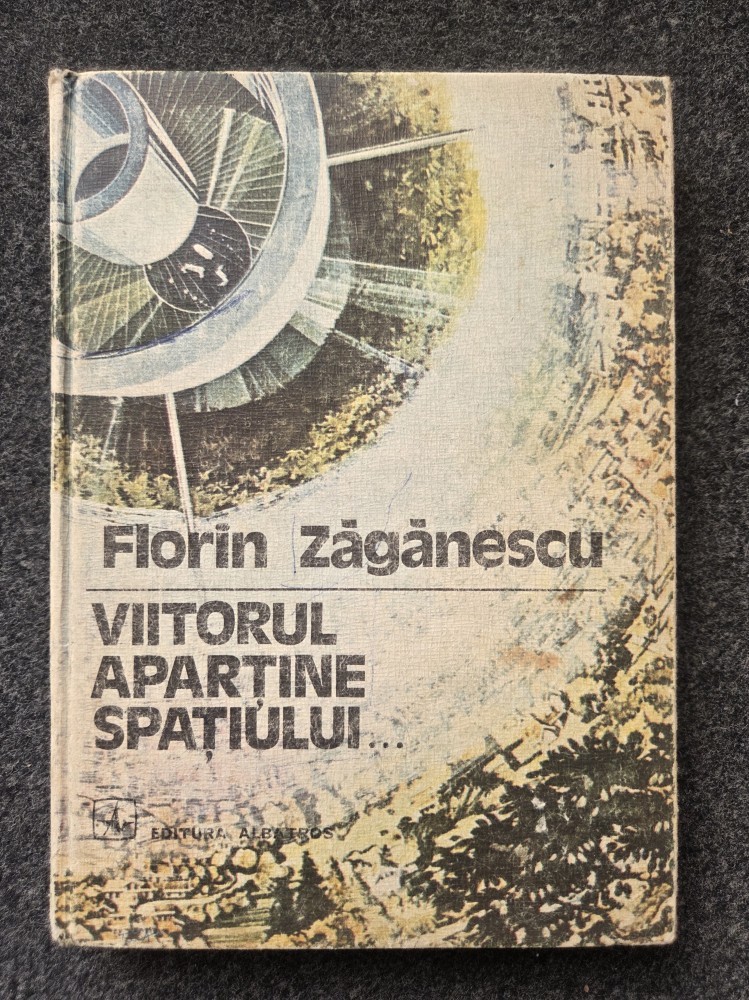 Florin Zăgănescu
VIITORUL
APARȚINE
SPAȚIULUI...
EDITURA ALBATROS